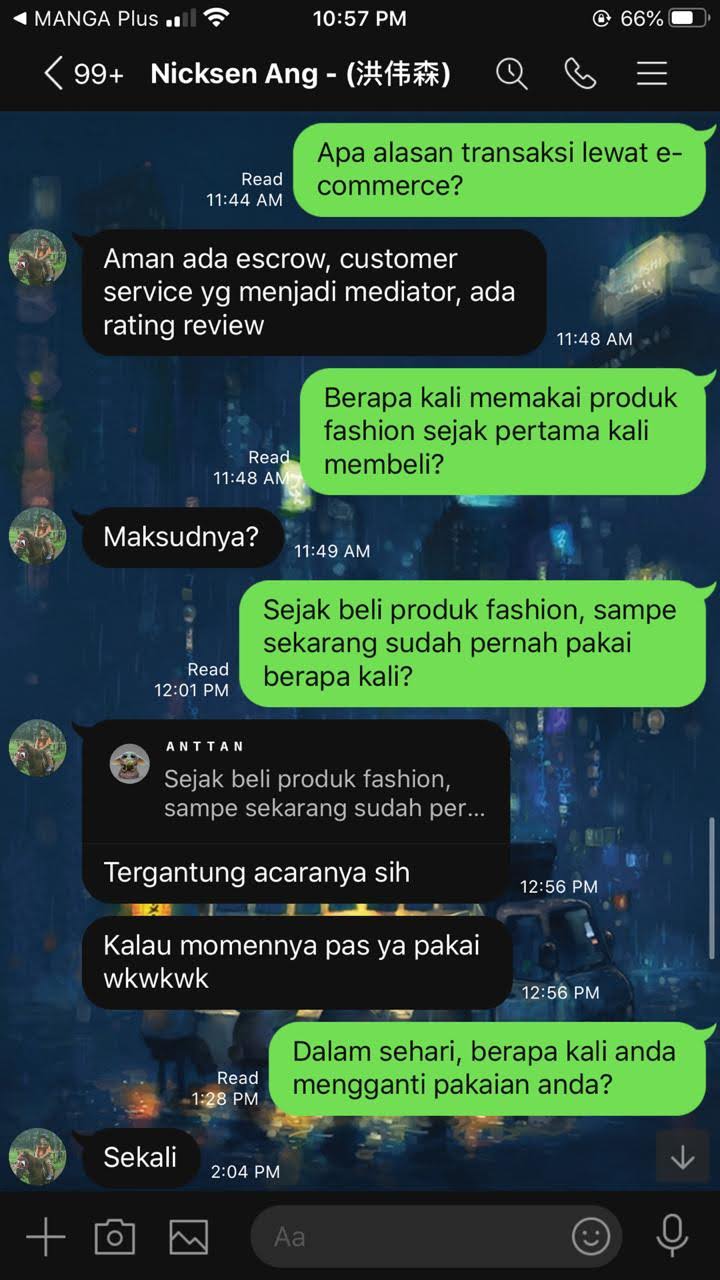 MANGA Plus
10:57 PM
66%
99+
Nicksen Ang - (洪伟森)
Apa alasan transaksi lewat e-
commerce?
Read
11:44 AM
Aman ada escrow, customer
service yg menjadi mediator, ada
rating review
11:48 AM
Berapa kali memakai produk
fashion sejak pertama kali
membeli?
Read
11:48 AM
Maksudnya?
11:49 AM
Sejak beli produk fashion, sampe
sekarang sudah pernah pakai
berapa kali?
Read
12:01 PM
ANTTAN
Sejak beli produk fashion,
sampe sekarang sudah per...
Tergantung acaranya sih
12:56 PM
Kalau momennya pas ya pakai
wkwkwk
12:56 PM
Dalam sehari, berapa kali anda
mengganti pakaian anda?
Read
1:28 PM
Sekali
2:04 PM
Aa